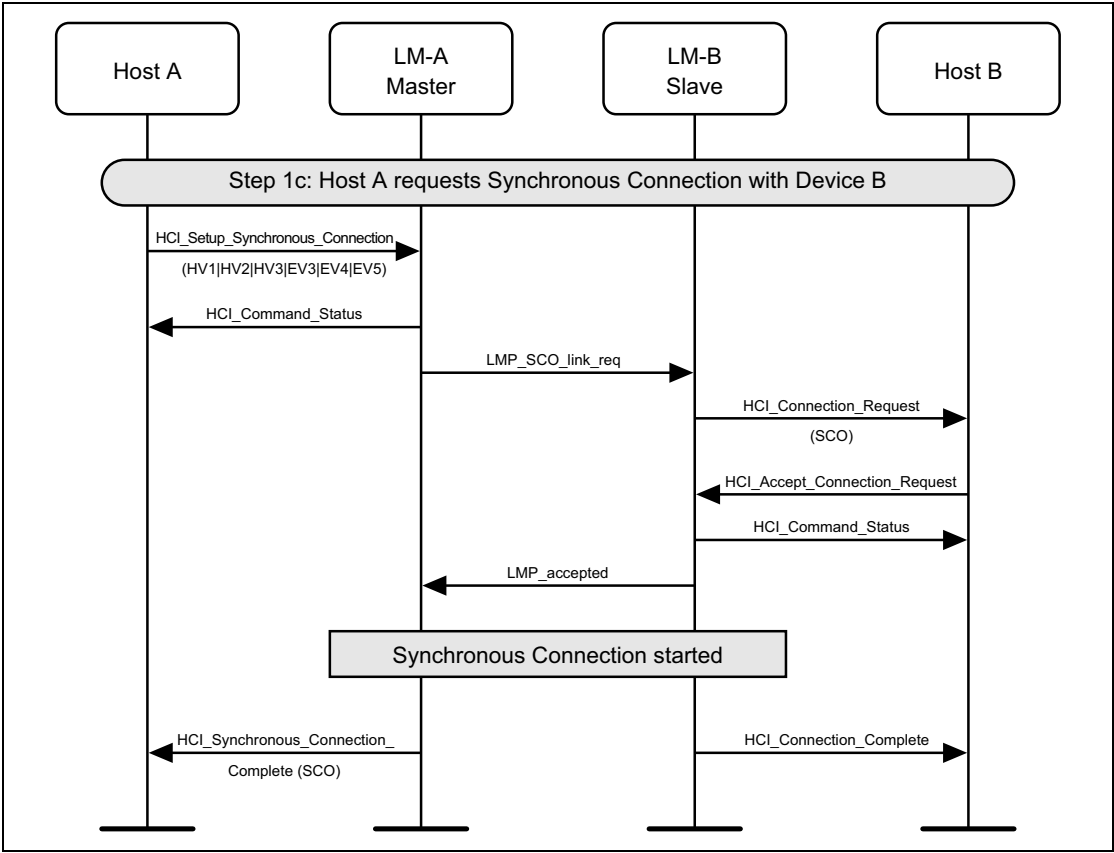 Host A
LM-A
Master
LM-B
Slave
Host B
Step 1c: Host A requests Synchronous Connection with Device B
HCI_Setup_Synchronous_Connection
(HV1|HV2|HV3|EV3|EV4|EV5)
HCI_Command_Status
LMP_SCO_link_req
HCI_Connection_Request
(SCO)
HCI_Accept_Connection_Request
HCI_Command_Status
LMP_accepted
Synchronous Connection started
HCI_Synchronous_Connection_
Complete (SCO)
HCI_Connection_Complete